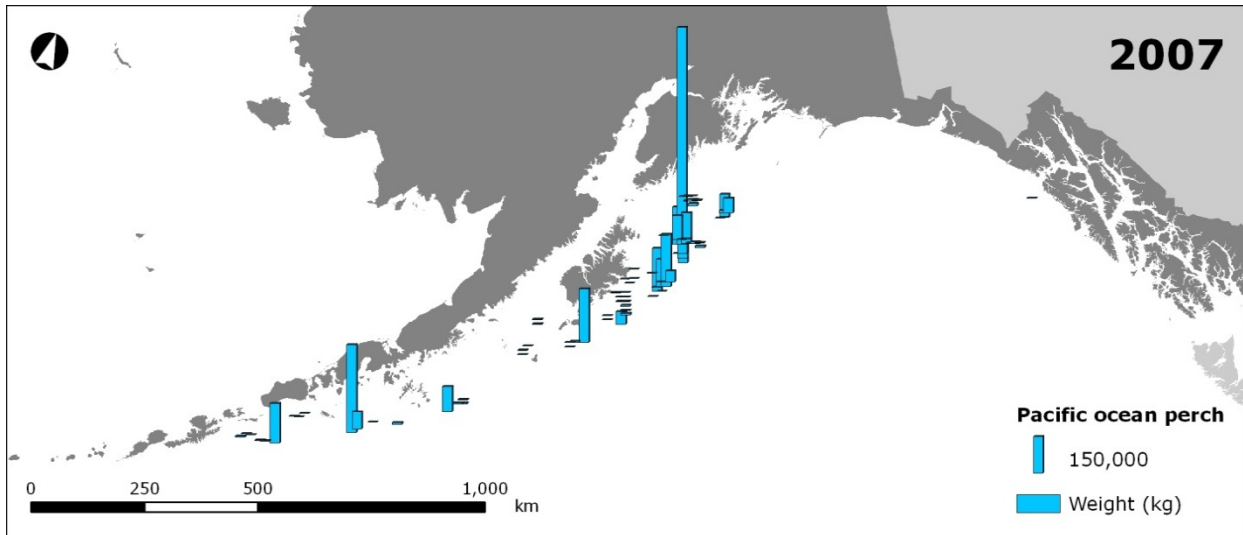 2007
Pacific ocean perch
150,000
Weight (kg)
0 250 500 1,000
km